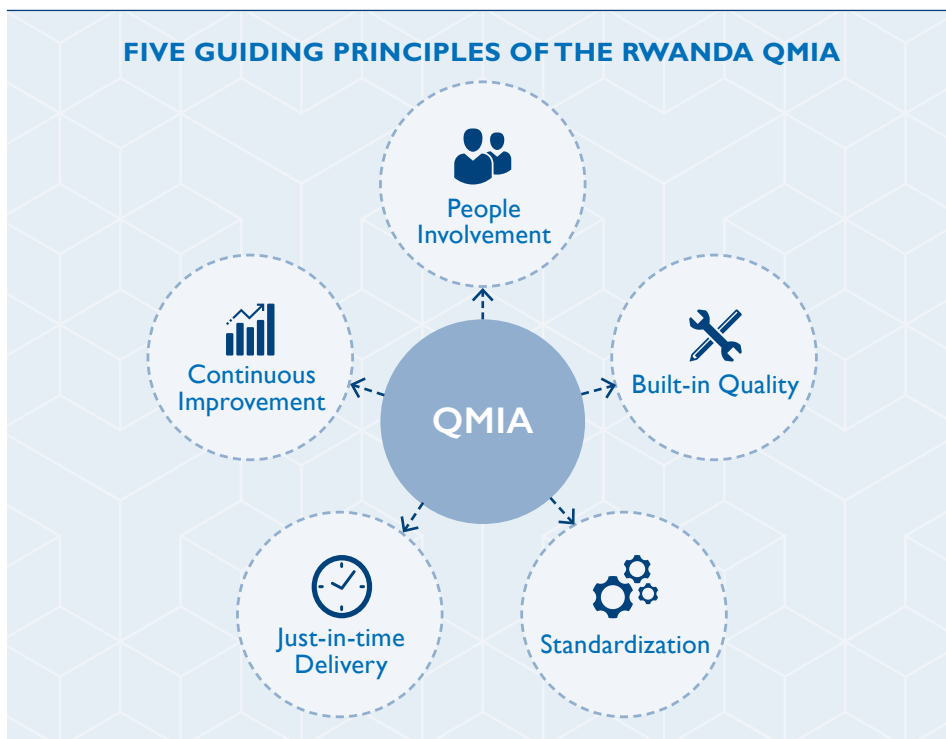 FIVE GUIDING PRINCIPLES OF THE RWANDA QMIA
People
Involvement
Continuous
Improvement
Built-in Quality
QMIA
Just-in-time
Delivery
Standardization